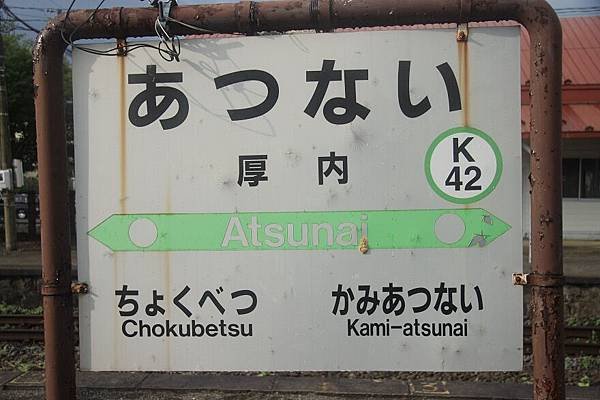 あつない
厚内
K
42
Atsunai
ちょくべつ
Chokubetsu
かみあつない
Kami-atsunai